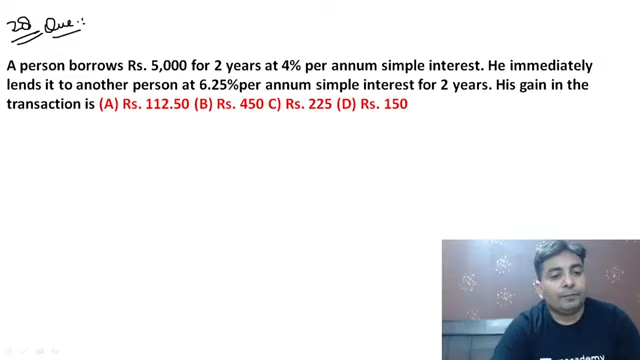 28 Que:-
A person borrows Rs. 5,000 for 2 years at 4% per annum simple interest. He immediately
lends it to another person at 6.25%per annum simple interest for 2 years. His gain in the
transaction is (A) Rs. 112.50 (B) Rs. 450 C) Rs. 225 (D) Rs. 150